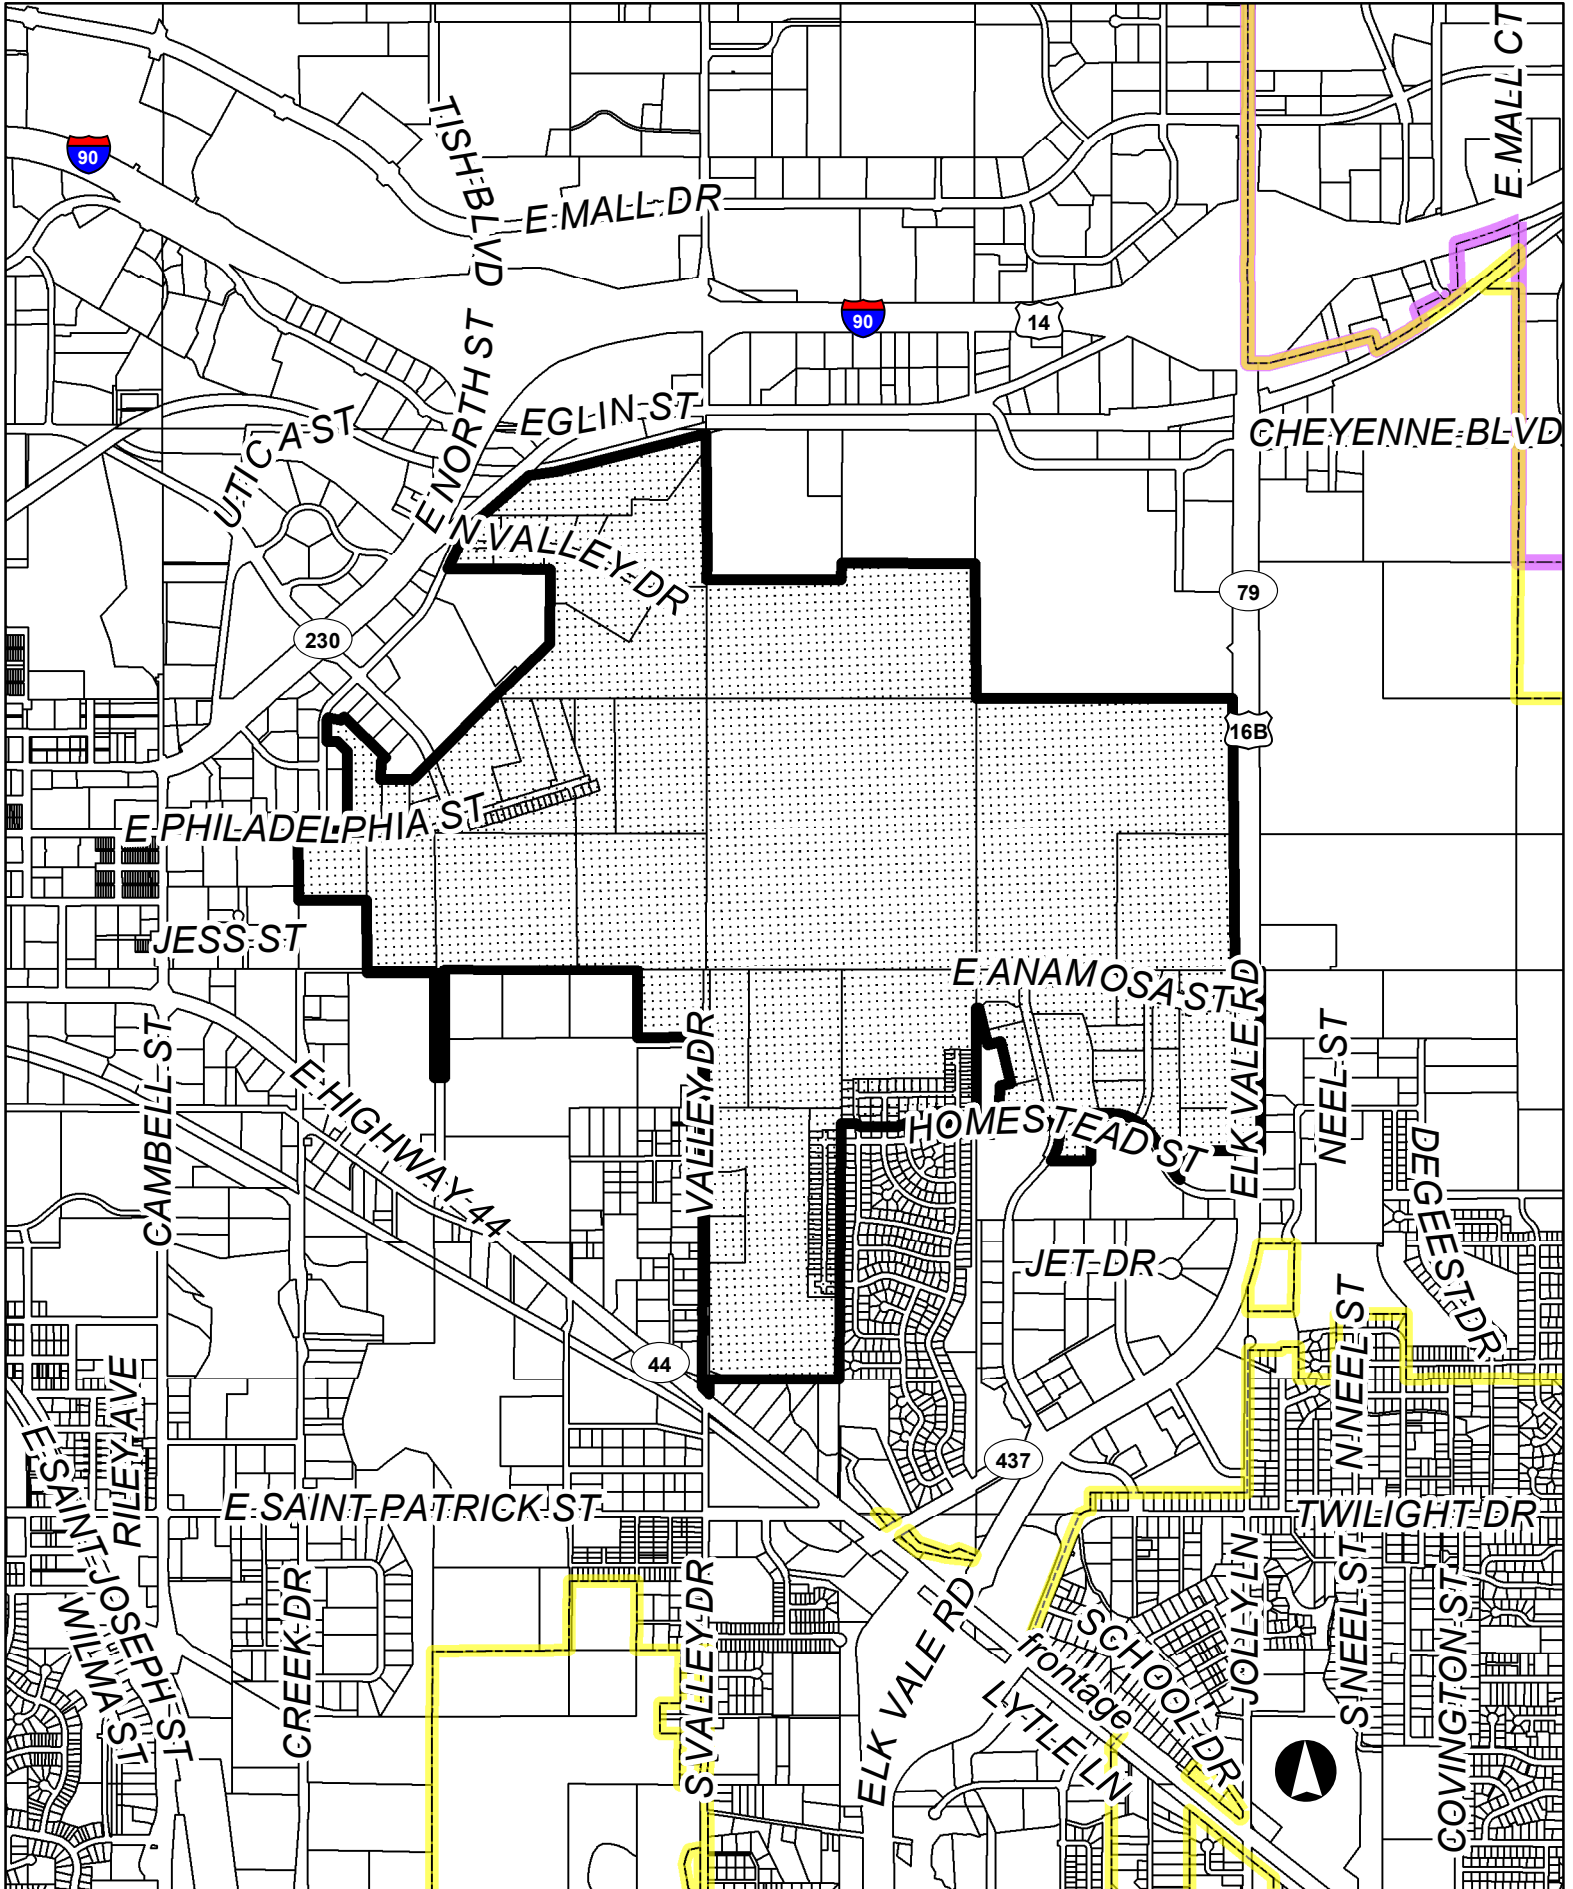 E MALL CT
TISH BLVD
90
E MALL DR
90
14
E NORTH ST
EGLIN ST
UTICA ST
CHEYENNE BLVD
N VALLEY DR
79
230
16B
E PHILADELPHIA ST
JESS ST
E ANAMOSA ST
ELK VALE RD
CAMBELL ST
E HIGHWAY 44
VALLEY DR
NEEL ST
HOMESTEAD ST
DEGEEST DR
JET DR
44
N NEEL ST
RILEY AVE
437
E SAINT PATRICK ST
TWILIGHT DR
E SAINT JOSEPH ST
WILMA ST
CREEK DR
S VALLEY DR
ELK VALE RD
SCHOOL DR
frontage
LYTLE LN
JOLLY LN
S NEEL ST
COVINGTON ST